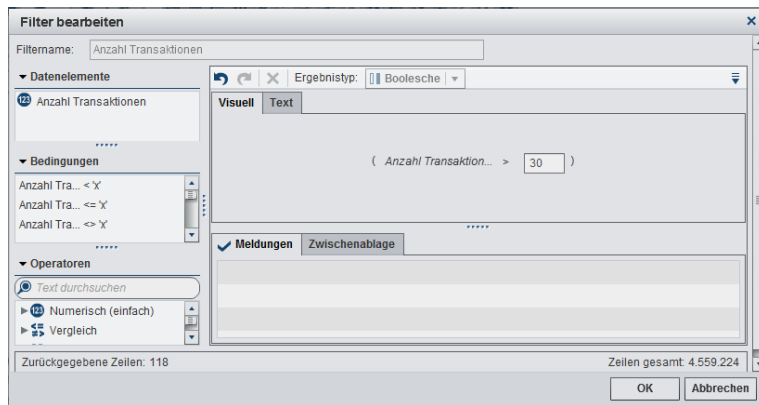 Filter bearbeiten
Filtername: Anzahl Transaktionen
Datenelemente
Anzahl Transaktionen
Bedingungen
Anzahl Tra... < 'x'
Anzahl Tra... <= 'x'
Anzahl Tra... <> 'x'
Operatoren
Text durchsuchen
Numerisch (einfach)
Vergleich
Ergebnistyp: Boolesche
Visuell Text
( Anzahl Transaktion... > 30 )
Meldungen Zwischenablage
Zurückgegebene Zeilen: 118
Zeilen gesamt: 4.559.224
OK Abbrechen